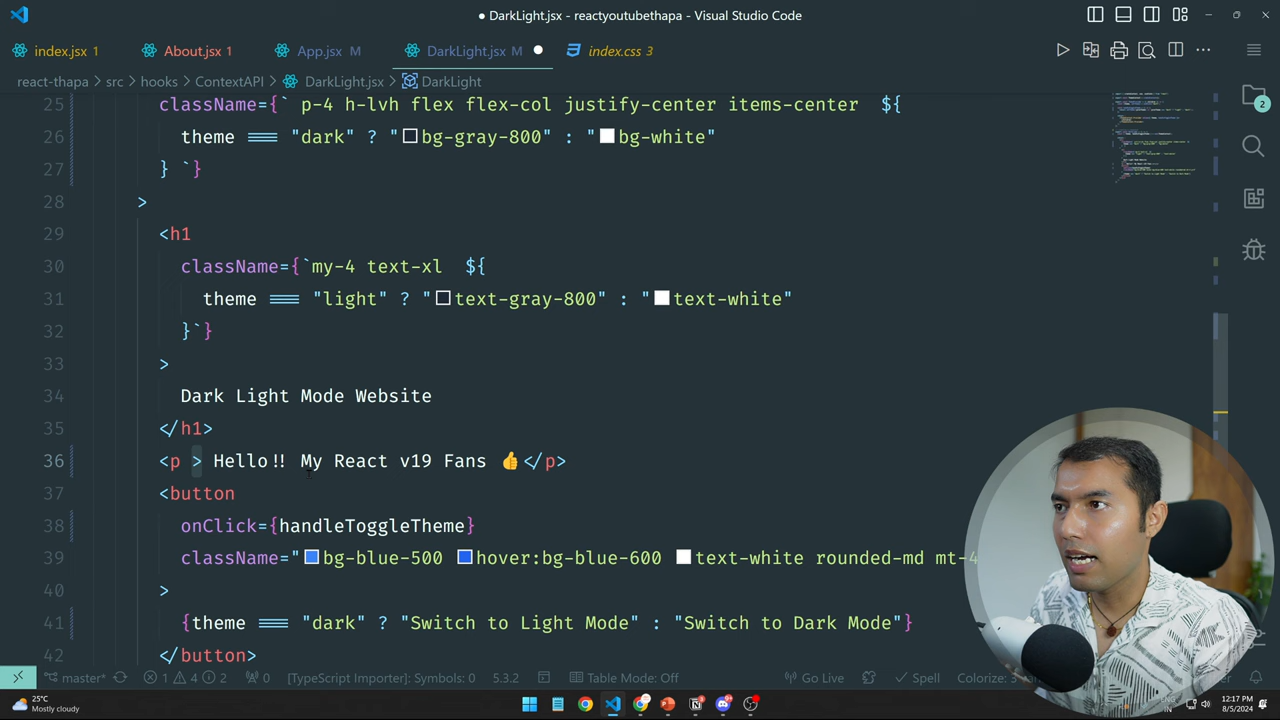 ● DarkLight.jsx - reactyoutubethapa - Visual Studio Code
index.jsx 1 About.jsx 1 App.jsx M DarkLight.jsx M ● index.css 3
react-thapa > src > hooks > ContextAPI > DarkLight.jsx > DarkLight
25 className={` p-4 h-lvh flex flex-col justify-center items-center ${
26 theme === "dark" ? "bg-gray-800" : "bg-white"
27 } `}
28 >
29 <h1
30 className={`my-4 text-xl ${
31 theme === "light" ? "text-gray-800" : "text-white"
32 }`}
33 >
34 Dark Light Mode Website
35 </h1>
36 <p > Hello!! My React v19 Fans 👍</p>
37 <button
38 onClick={handleToggleTheme}
39 className="bg-blue-500 hover:bg-blue-600 text-white rounded-md mt-4
40 >
41 {theme === "dark" ? "Switch to Light Mode" : "Switch to Dark Mode"}
42 </button>
2
master* 1 4 2 0 [TypeScript Importer]: Symbols: 0 5.3.2 Table Mode: Off Go Live Spell Colorize: 3
25°C
Mostly cloudy
IN
12:17 PM
8/5/2024